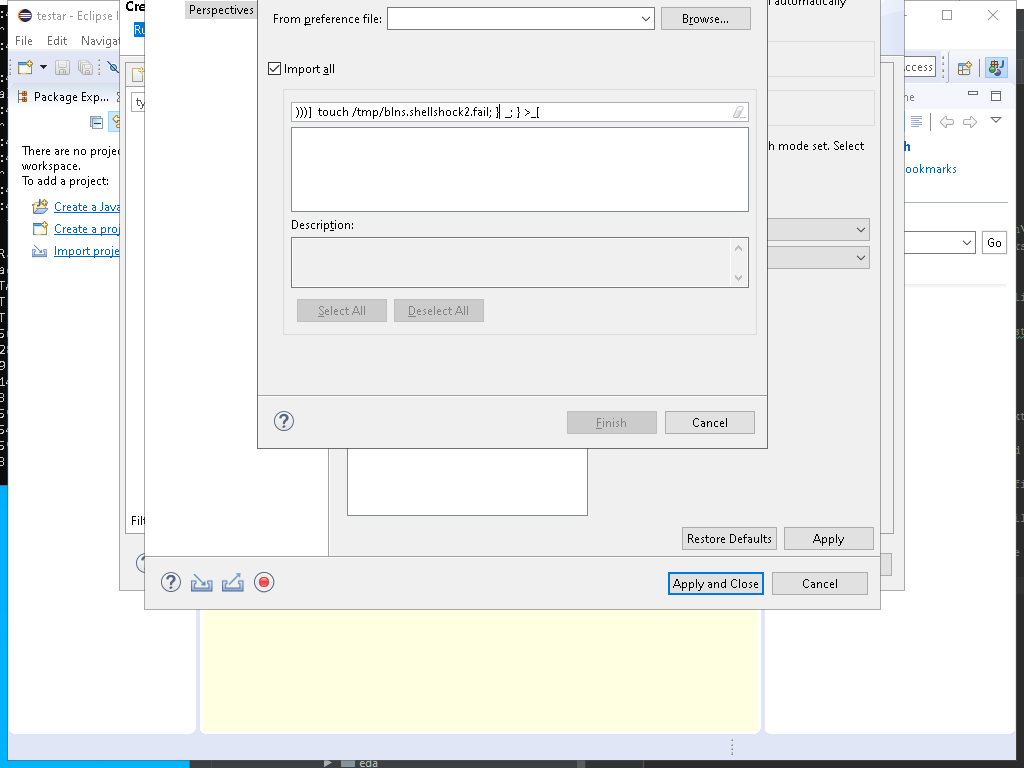 testar - Eclipse I
File Edit Navigat
Package Exp...
There are no projec
workspace.
To add a project:
Create a Java
Create a proj
Import proje
Cre
Ru
ty
Filt
Perspectives
From preference file:
Browse...
Import all
)))] touch /tmp/blns.shellshock2.fail; } _; } >_[
Description:
Select All
Deselect All
Finish
Cancel
automatically
h mode set. Select
Restore Defaults
Apply
Apply and Close
Cancel
ccess
ne
h
ookmarks
Go
eda